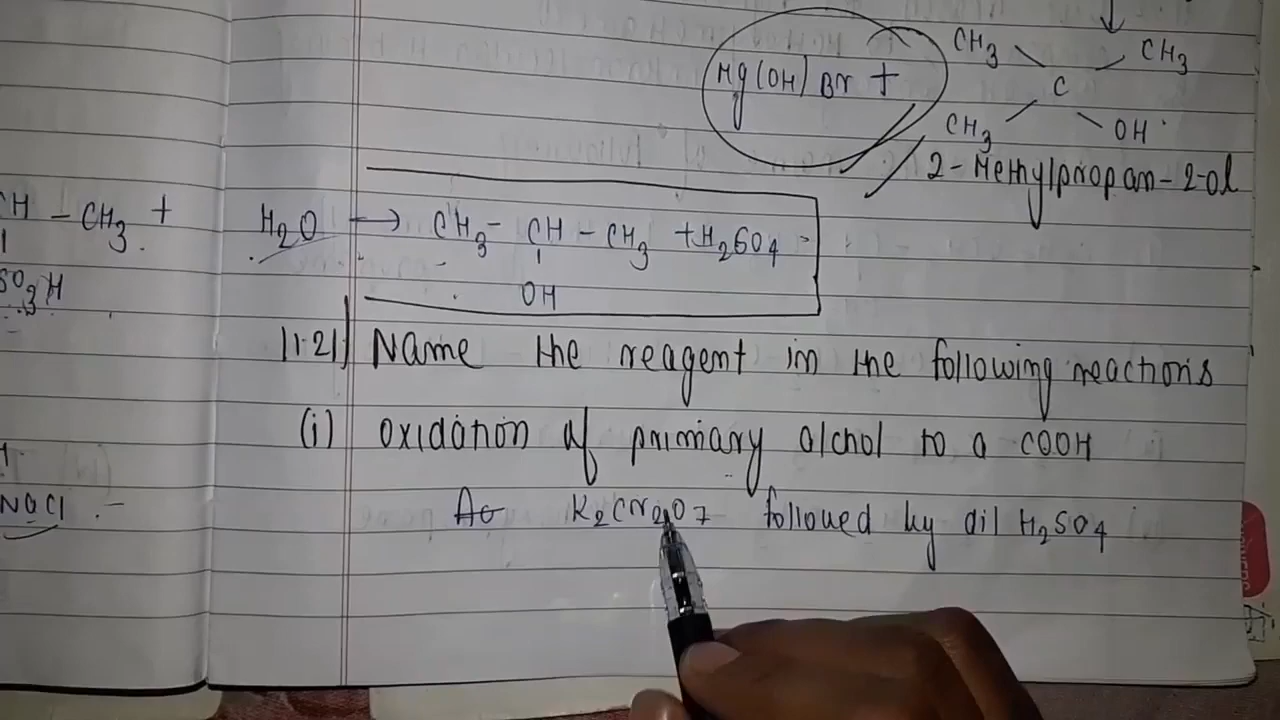 CH3 CH3
Mg(OH) Br + C
CH3 OH
2-Methylpropan-2-ol
CH - CH3 + H2O → CH3 - CH - CH3 + H2SO4
SO3H OH
11.21) Name the reagent in the following reactions
(i) oxidation of primary alchol to a COOH
NaCl .- K2Cr2O7 followed by dil H2SO4